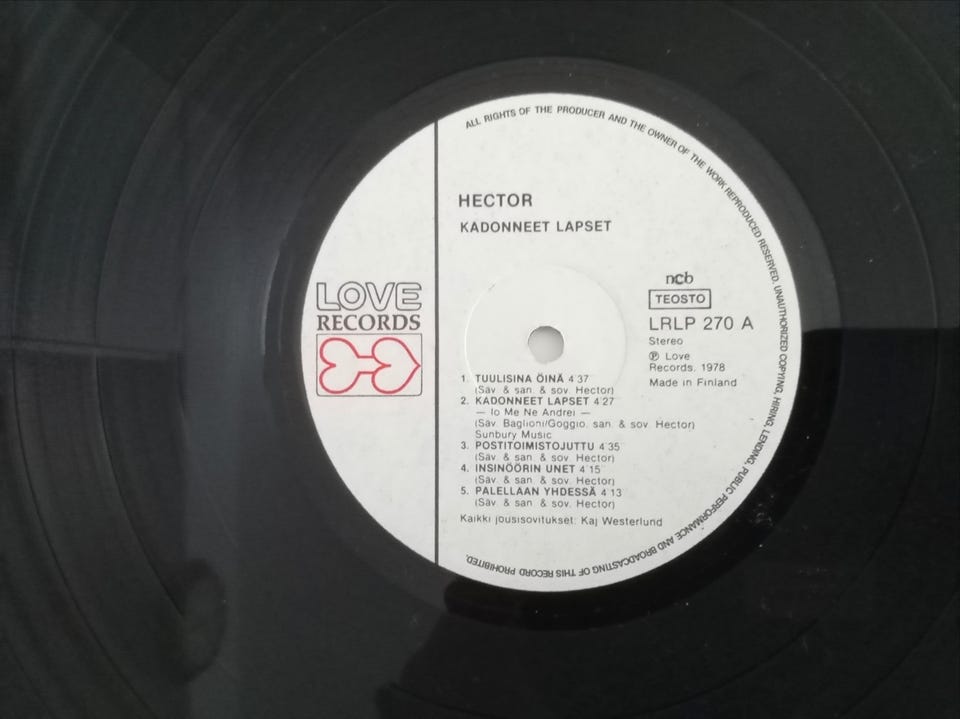 ALL RIGHTS OF THE PRODUCER AND THE OWNER OF THE WORK REPRODUCED RESERVED. UNAUTHORIZED COPYING, HIRING, LENDING, PUBLIC PERFORMANCE AND BROADCASTING OF THIS RECORD PROHIBITED.
HECTOR
KADONNEET LAPSET
LOVE
RECORDS
ncb
TEOSTO
LRLP 270 A
Stereo
℗ Love
Records. 1978
Made in Finland
1. TUULISINA ÖINÄ 4 37
(Säv. & san. & sov. Hector)
2. KADONNEET LAPSET 4 27
— Io Me Ne Andrei —
(Säv. Baglioni/Goggio. san. & sov. Hector)
Sunbury Music
3. POSTITOIMISTOJUTTU 4 35
(Säv. & san. & sov. Hector)
4. INSINÖÖRIN UNET 4 15
(Säv. & san. & sov. Hector)
5. PALELLAAN YHDESSÄ 4 13
(Säv. & san. & sov. Hector)
Kaikki jousisovitukset: Kaj Westerlund